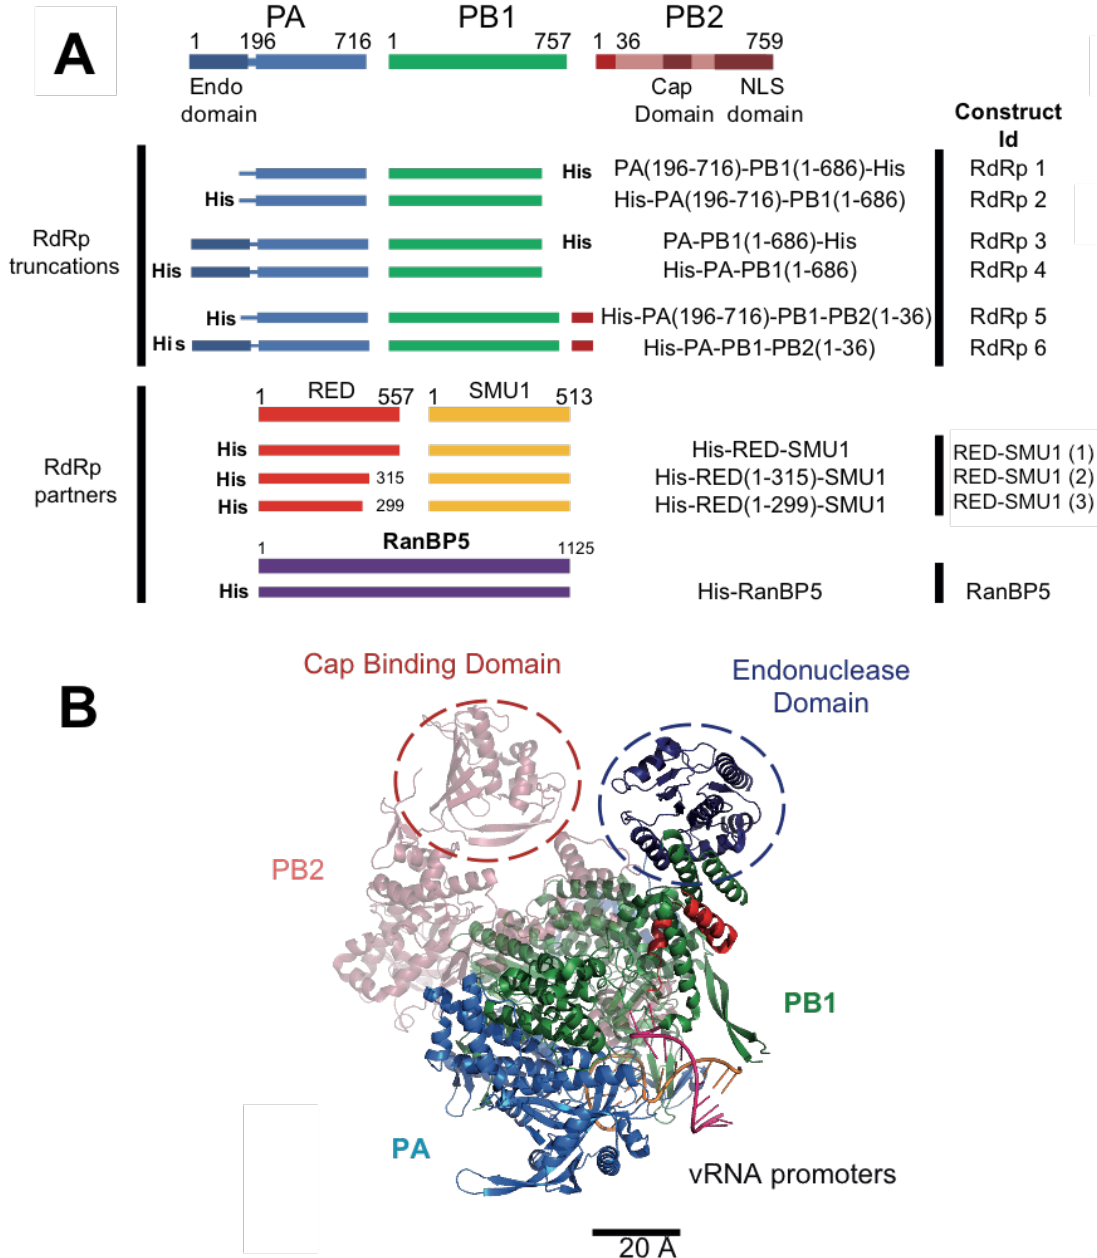 A
PA PB1 PB2
1 196 716 1 757 1 36 759
Endo domain
Cap Domain
NLS domain
Construct Id
RdRp truncations
His PA(196-716)-PB1(1-686)-His RdRp 1
His His-PA(196-716)-PB1(1-686) RdRp 2
His PA-PB1(1-686)-His RdRp 3
His His-PA-PB1(1-686) RdRp 4
His His-PA(196-716)-PB1-PB2(1-36) RdRp 5
His His-PA-PB1-PB2(1-36) RdRp 6
RdRp partners
1 RED 557 1 SMU1 513
His His-RED-SMU1 RED-SMU1 (1)
His 315 His-RED(1-315)-SMU1 RED-SMU1 (2)
His 299 His-RED(1-299)-SMU1 RED-SMU1 (3)
1 RanBP5 1125
His His-RanBP5 RanBP5
B
Cap Binding Domain
Endonuclease
Domain
PB2
PB1
PA
vRNA promoters
20 A